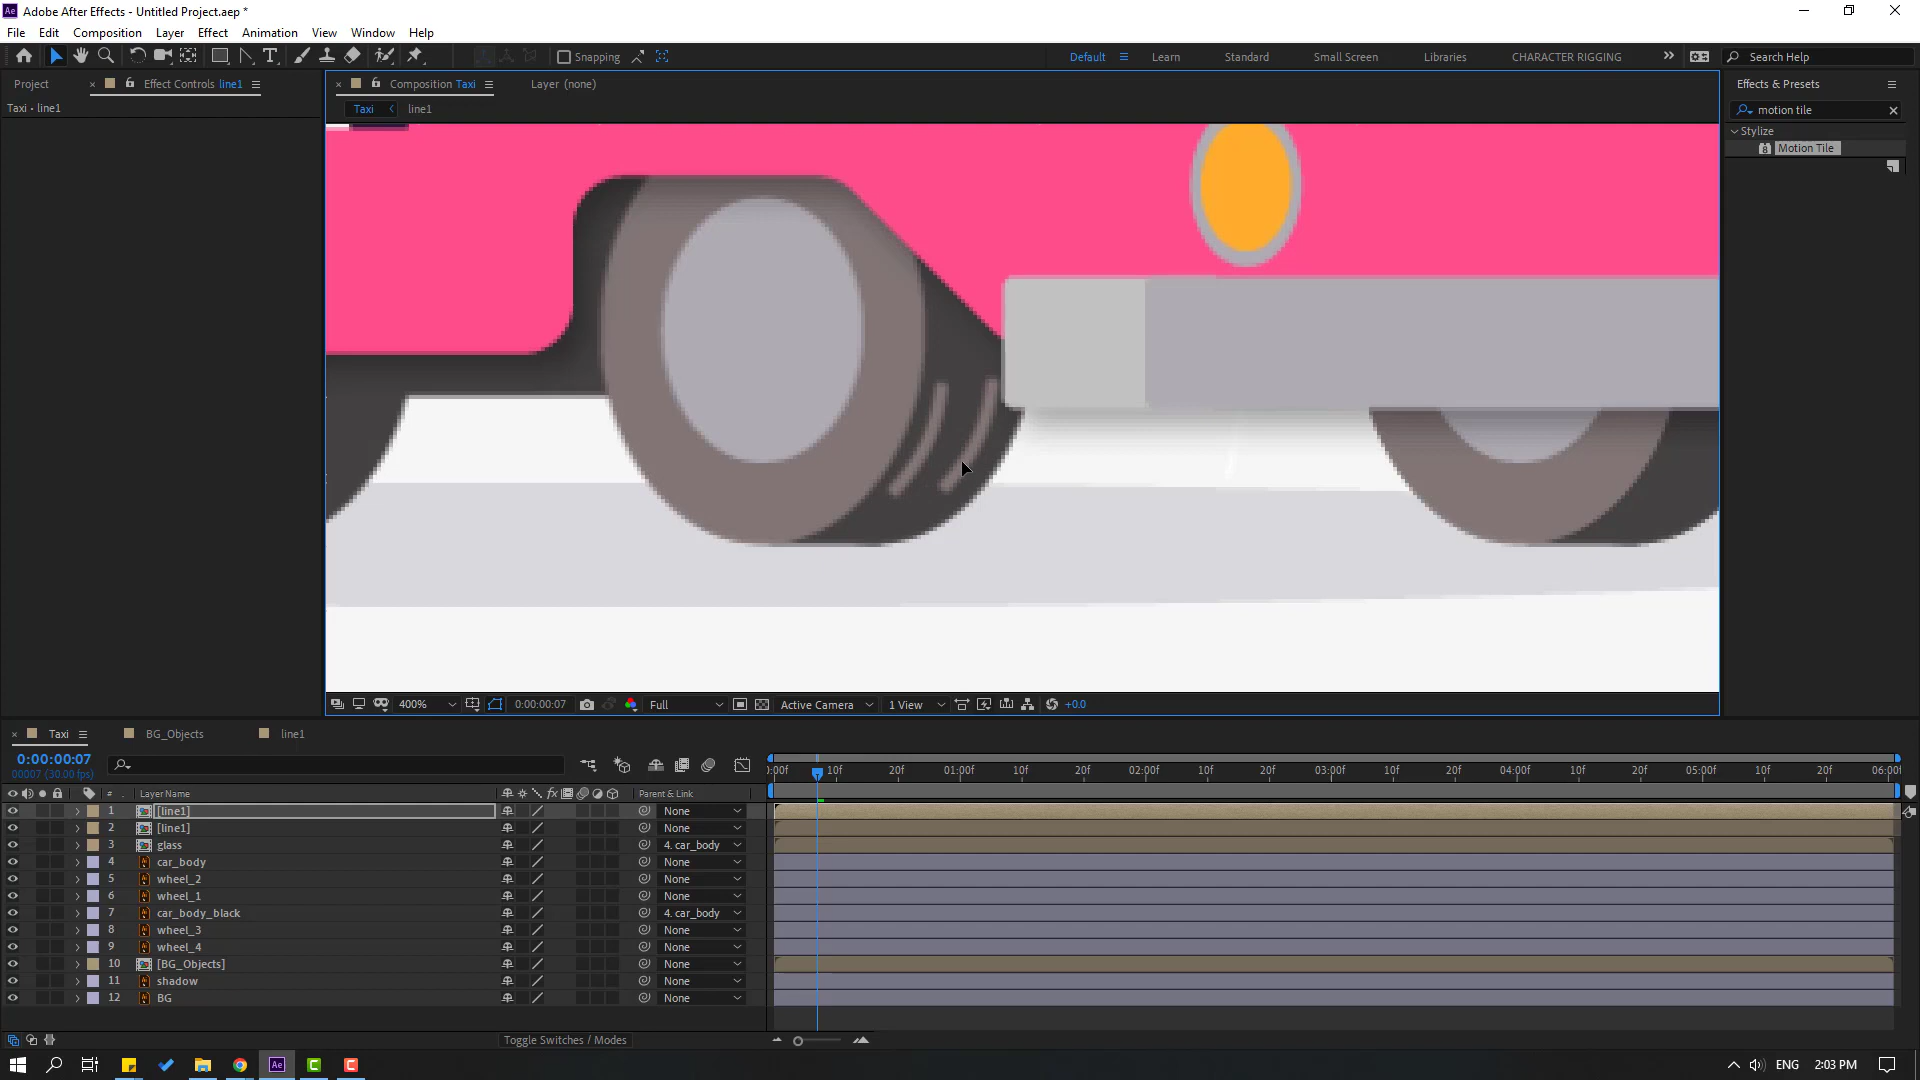 Adobe After Effects - Untitled Project.aep *
File Edit Composition Layer Effect Animation View Window Help
Snapping
Default Learn Standard Small Screen Libraries CHARACTER RIGGING Search Help
Project Effect Controls line1 Composition Taxi Layer (none) Effects & Presets
Taxi • line1 Taxi line1 motion tile
Stylize
Motion Tile
400% 0:00:00:07 Full Active Camera 1 View +0.0
Taxi BG_Objects line1
0:00:00:07
00007 (30.00 fps)
:00f 10f 20f 01:00f 10f 20f 02:00f 10f 20f 03:00f 10f 20f 04:00f 10f 20f 05:00f 10f 20f 06:00f
# Layer Name fx Parent & Link
1 [line1] None
2 [line1] None
3 glass 4. car_body
4 car_body None
5 wheel_2 None
6 wheel_1 None
7 car_body_black 4. car_body
8 wheel_3 None
9 wheel_4 None
10 [BG_Objects] None
11 shadow None
12 BG None
Toggle Switches / Modes
ENG 2:03 PM